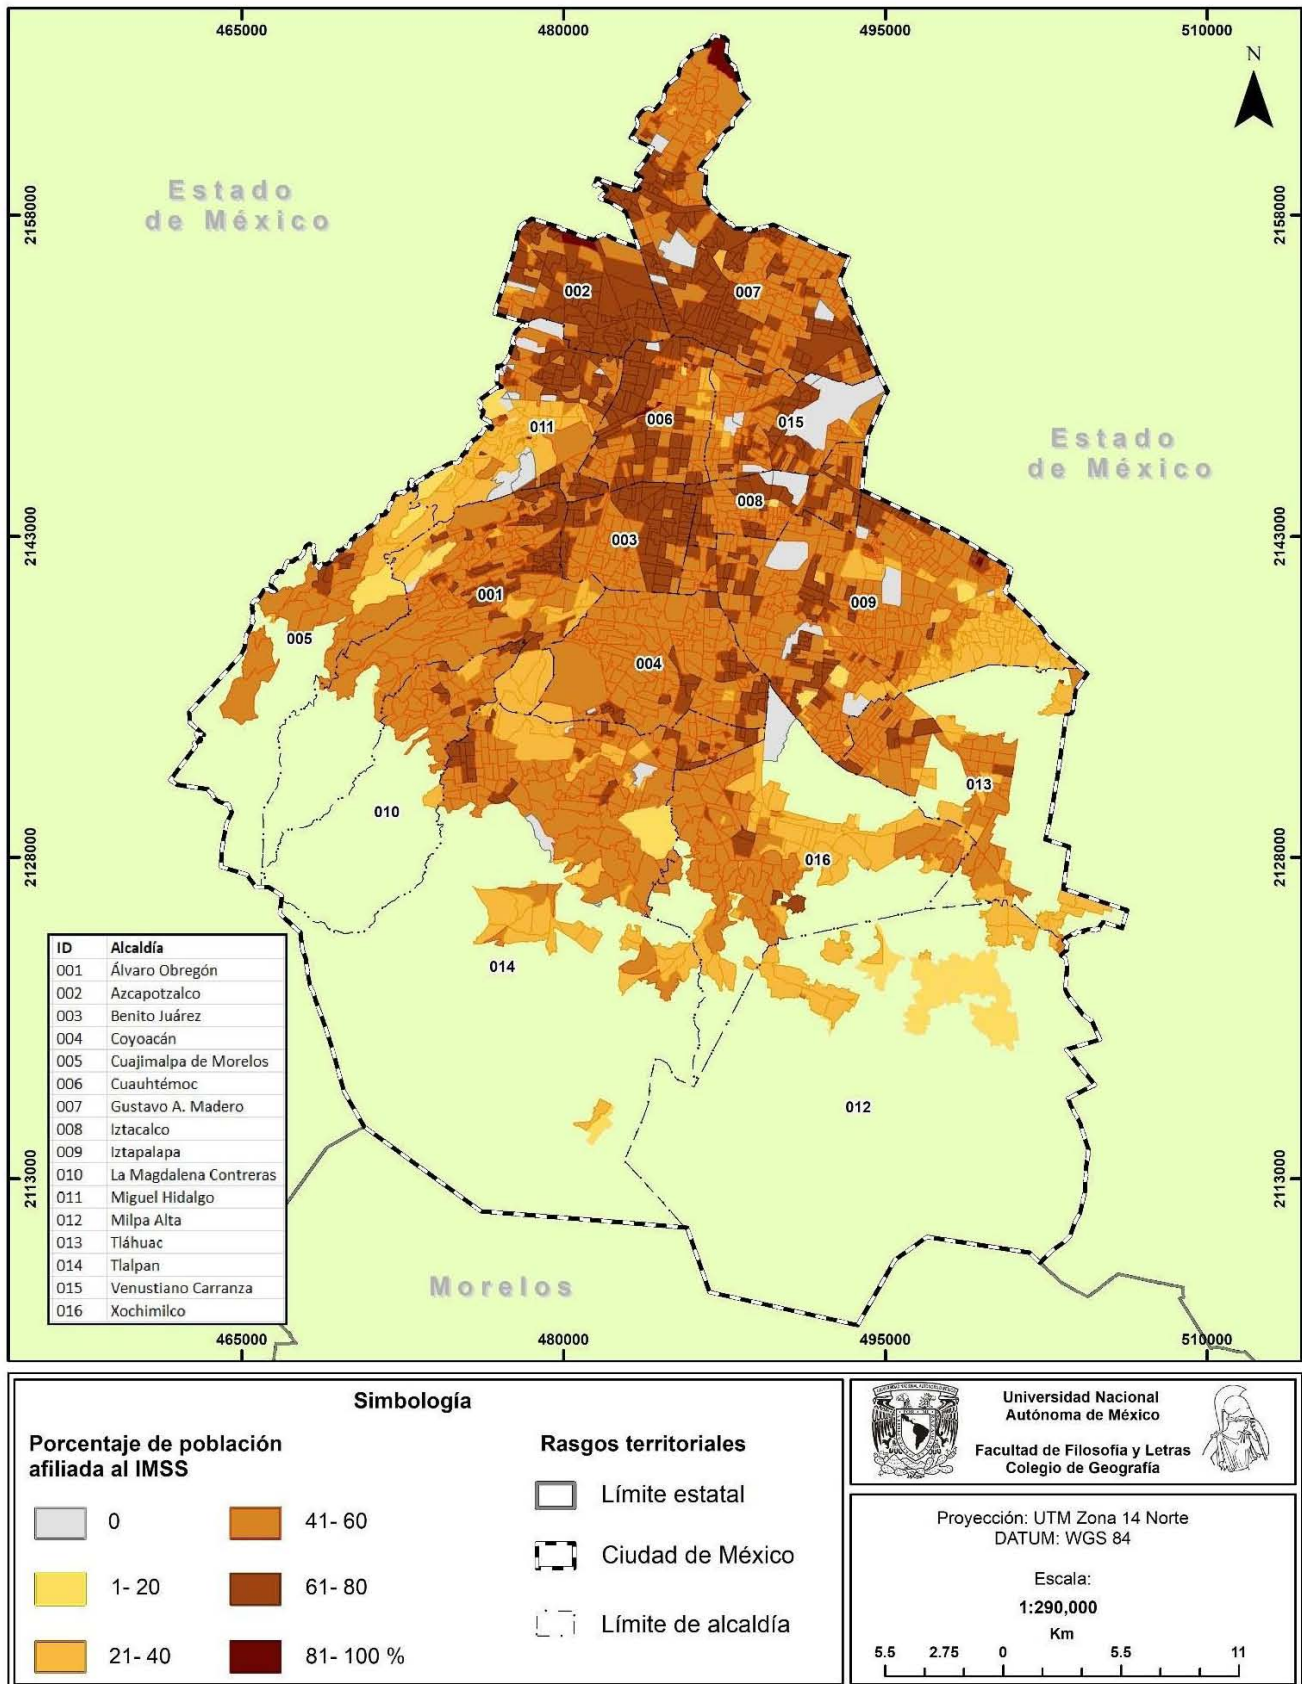 465000
480000
495000
510000
N
Estado
de México
2158000
2158000
002
007
011
006
015
Estado
de México
008
2143000
2143000
003
001
009
005
004
013
010
2128000
2128000
016
014
ID Alcaldía
001 Álvaro Obregón
002 Azcapotzalco
003 Benito Juárez
004 Coyoacán
005 Cuajimalpa de Morelos
006 Cuauhtémoc
007 Gustavo A. Madero
008 Iztacalco
009 Iztapalapa
010 La Magdalena Contreras
011 Miguel Hidalgo
012 Milpa Alta
013 Tláhuac
014 Tlalpan
015 Venustiano Carranza
016 Xochimilco
012
2113000
2113000
Morelos
465000
480000
495000
510000
Simbología
Porcentaje de población
afiliada al IMSS
0
1- 20
21- 40
41- 60
61- 80
81- 100 %
Rasgos territoriales
Límite estatal
Ciudad de México
Límite de alcaldía
Universidad Nacional
Autónoma de México
Facultad de Filosofía y Letras
Colegio de Geografía
Proyección: UTM Zona 14 Norte
DATUM: WGS 84
Escala:
1:290,000
Km
5.5 2.75 0 5.5 11